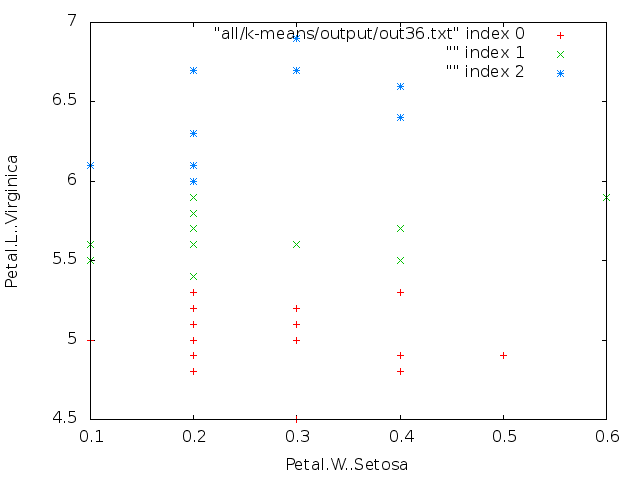 "all/k-means/output/out36.txt" index 0
"" index 1
"" index 2
7
6.5
6
5.5
5
4.5
Petal.L..Virginica
0.1 0.2 0.3 0.4 0.5 0.6
Petal.W..Setosa